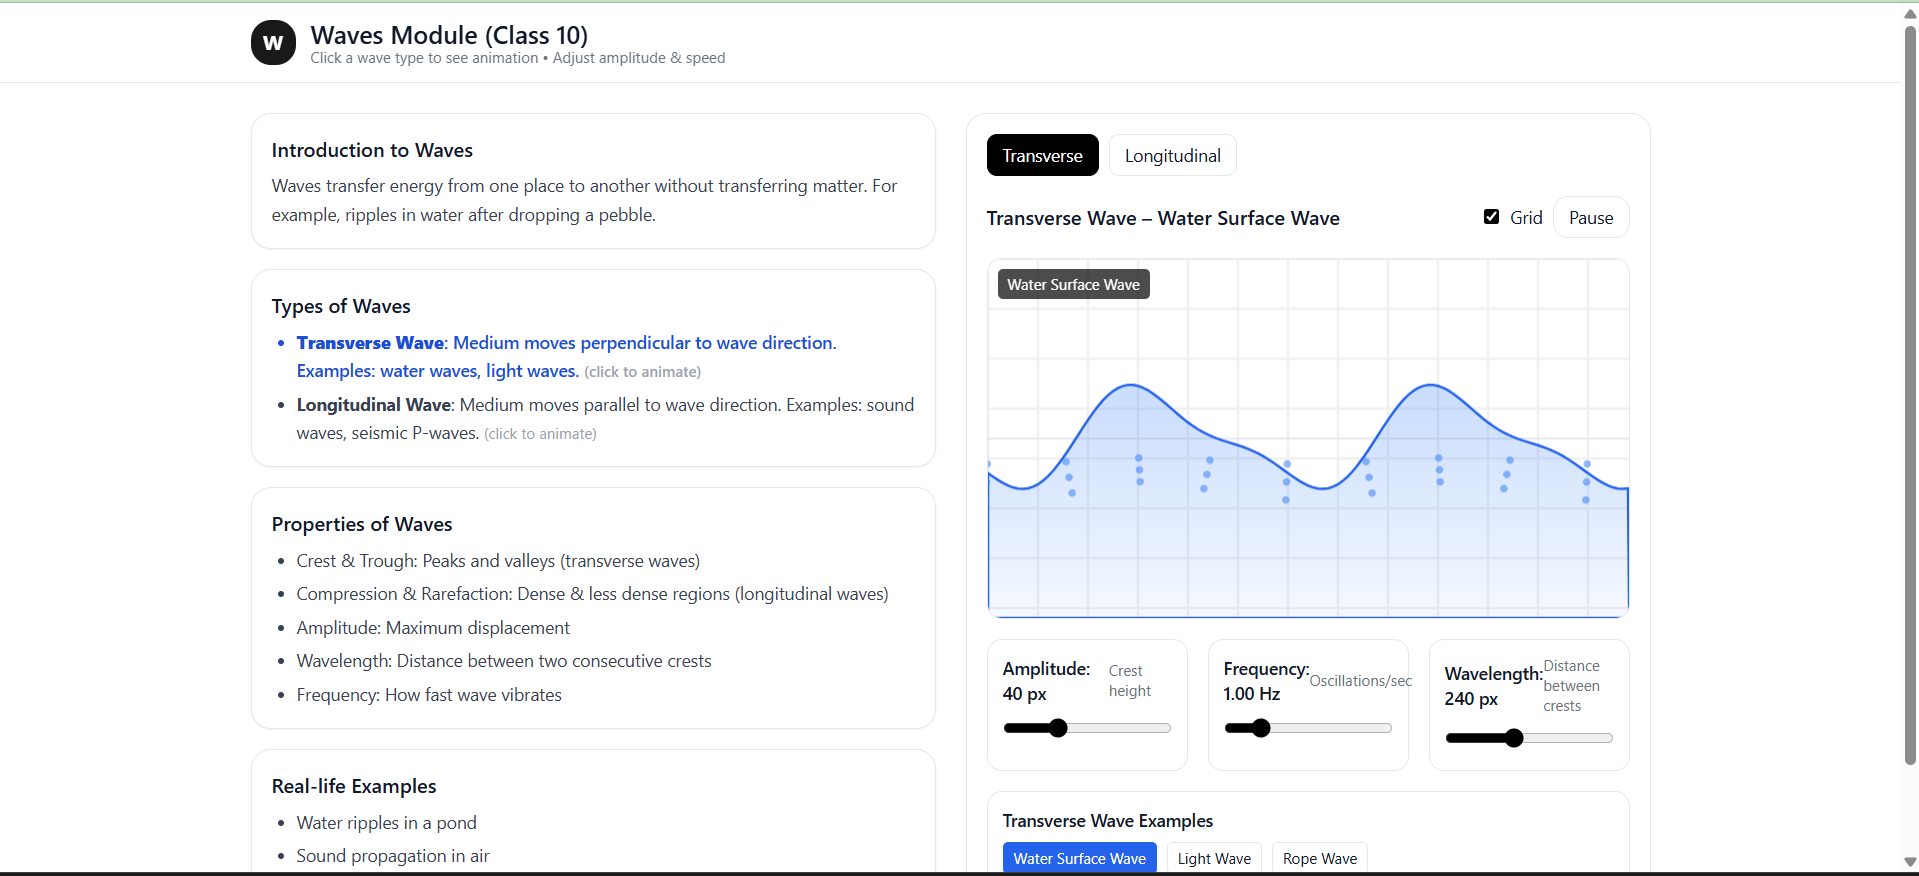 W
Waves Module (Class 10)
Click a wave type to see animation • Adjust amplitude & speed
Introduction to Waves
Waves transfer energy from one place to another without transferring matter. For
example, ripples in water after dropping a pebble.
Types of Waves
• Transverse Wave: Medium moves perpendicular to wave direction.
Examples: water waves, light waves. (click to animate)
• Longitudinal Wave: Medium moves parallel to wave direction. Examples: sound
waves, seismic P-waves. (click to animate)
Properties of Waves
• Crest & Trough: Peaks and valleys (transverse waves)
• Compression & Rarefaction: Dense & less dense regions (longitudinal waves)
• Amplitude: Maximum displacement
• Wavelength: Distance between two consecutive crests
• Frequency: How fast wave vibrates
Real-life Examples
• Water ripples in a pond
• Sound propagation in air
Transverse Longitudinal
Transverse Wave – Water Surface Wave Grid Pause
Water Surface Wave
Amplitude:
40 px
Crest
height
Frequency:
1.00 Hz
Oscillations/sec
Wavelength:
240 px
Distance
between
crests
Transverse Wave Examples
Water Surface Wave Light Wave Rope Wave